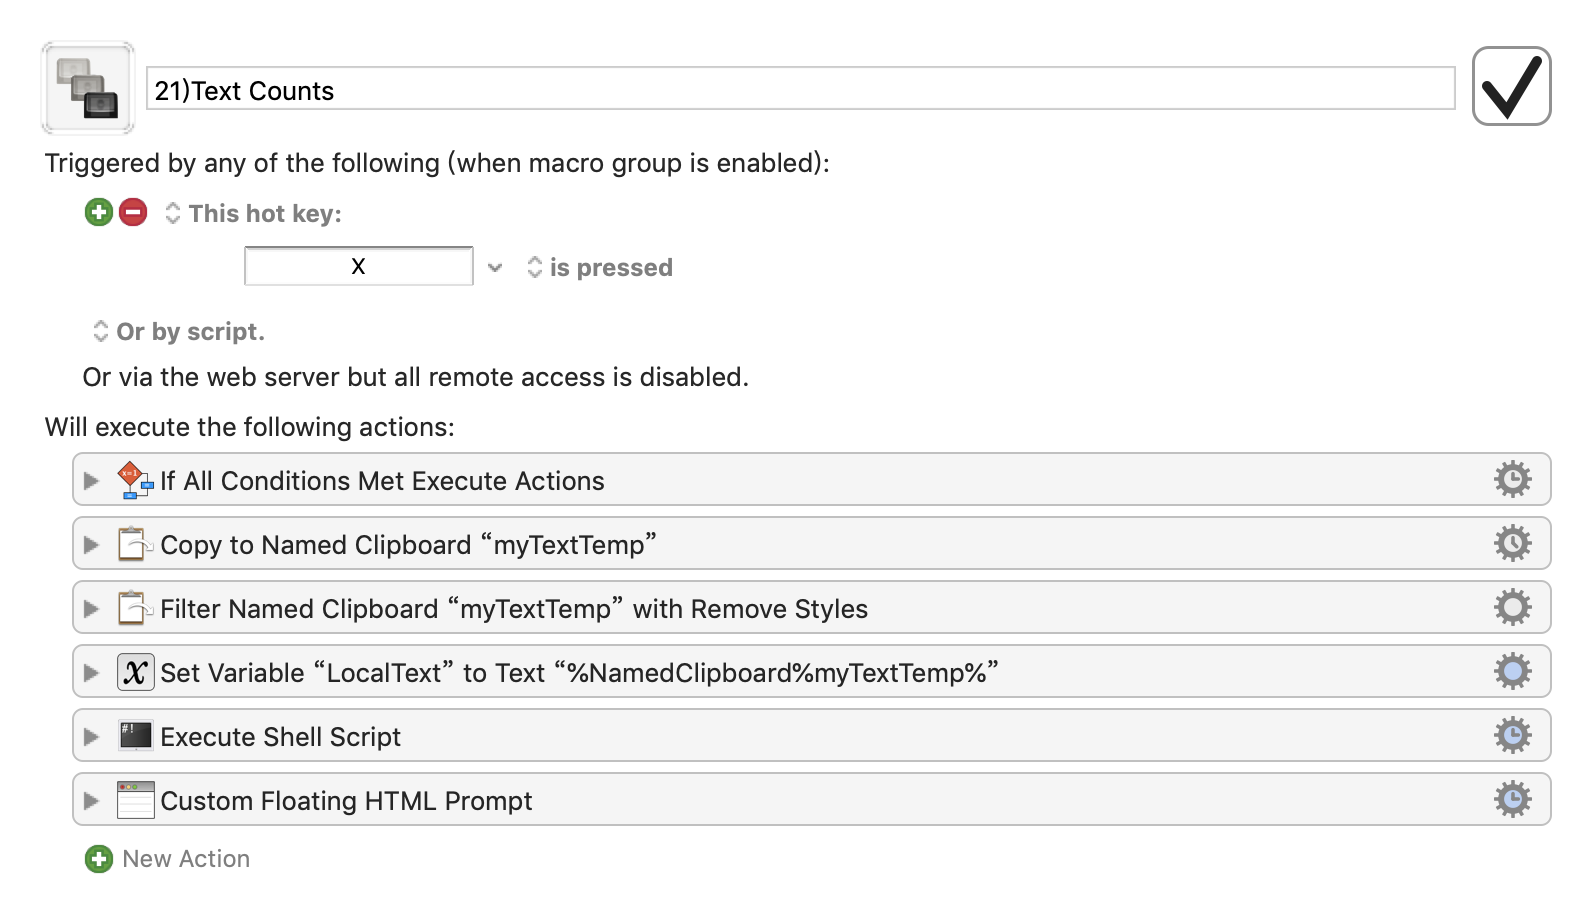 21)Text Counts
Triggered by any of the following (when macro group is enabled):
This hot key:
X
is pressed
Or by script.
Or via the web server but all remote access is disabled.
Will execute the following actions:
x=1
If All Conditions Met Execute Actions
Copy to Named Clipboard “myTextTemp”
Filter Named Clipboard “myTextTemp” with Remove Styles
X Set Variable “LocalText” to Text “%NamedClipboard%myTextTemp%”
#! Execute Shell Script
Custom Floating HTML Prompt
New Action